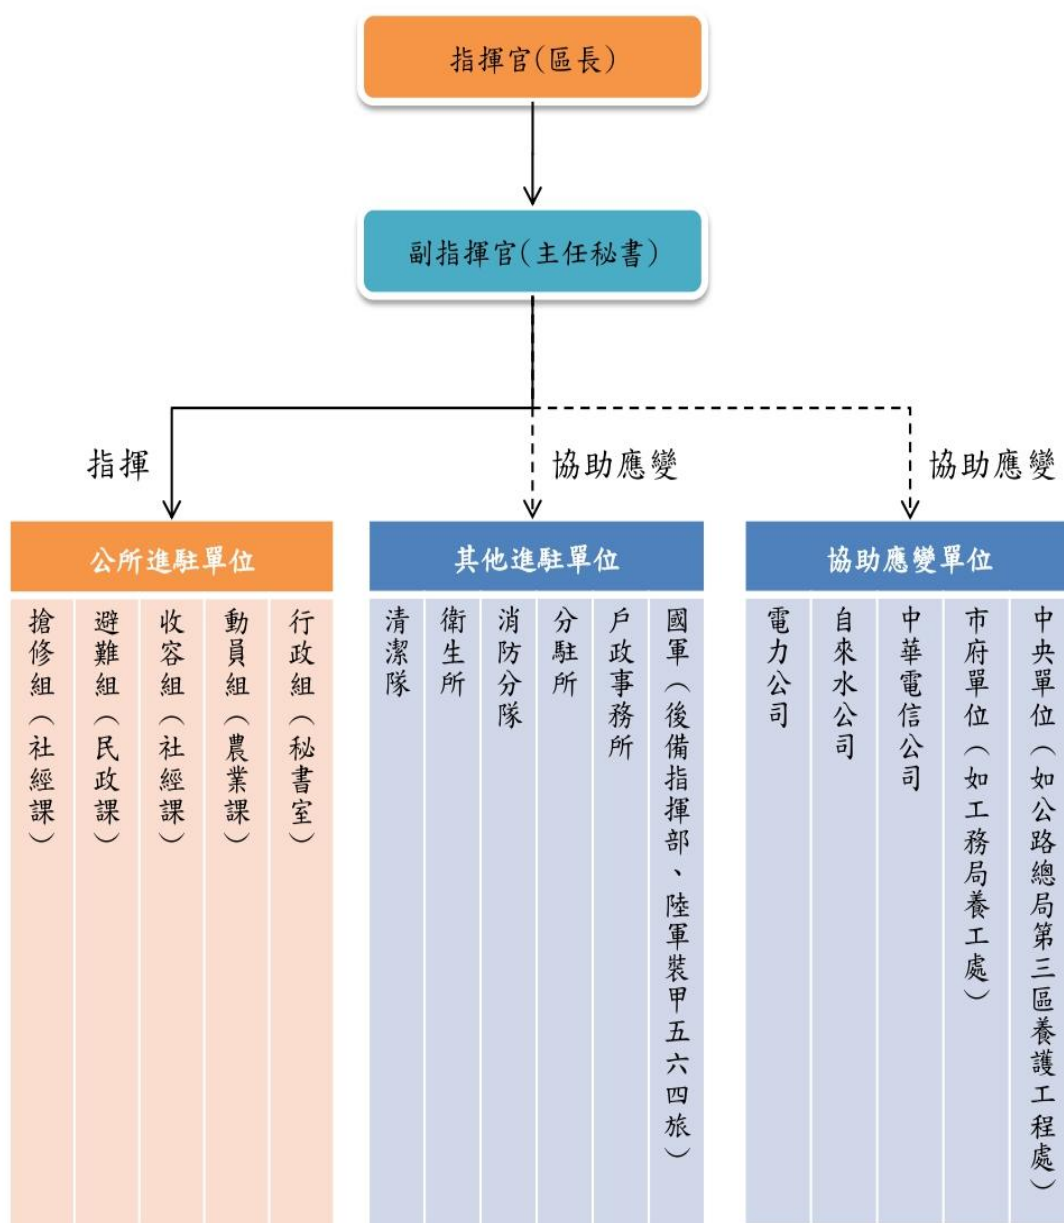 指揮官(區長)
副指揮官(主任秘書)
指揮
協助應變
協助應變
公所進駐單位
搶修組（社經課）
避難組（民政課）
收容組（社經課）
動員組（農業課）
行政組（秘書室）
其他進駐單位
清潔隊
衛生所
消防分隊
分駐所
戶政事務所
國軍（後備指揮部、陸軍裝甲五六四旅）
協助應變單位
電力公司
自來水公司
中華電信公司
市府單位（如工務局養工處）
中央單位（如公路總局第三區養護工程處）